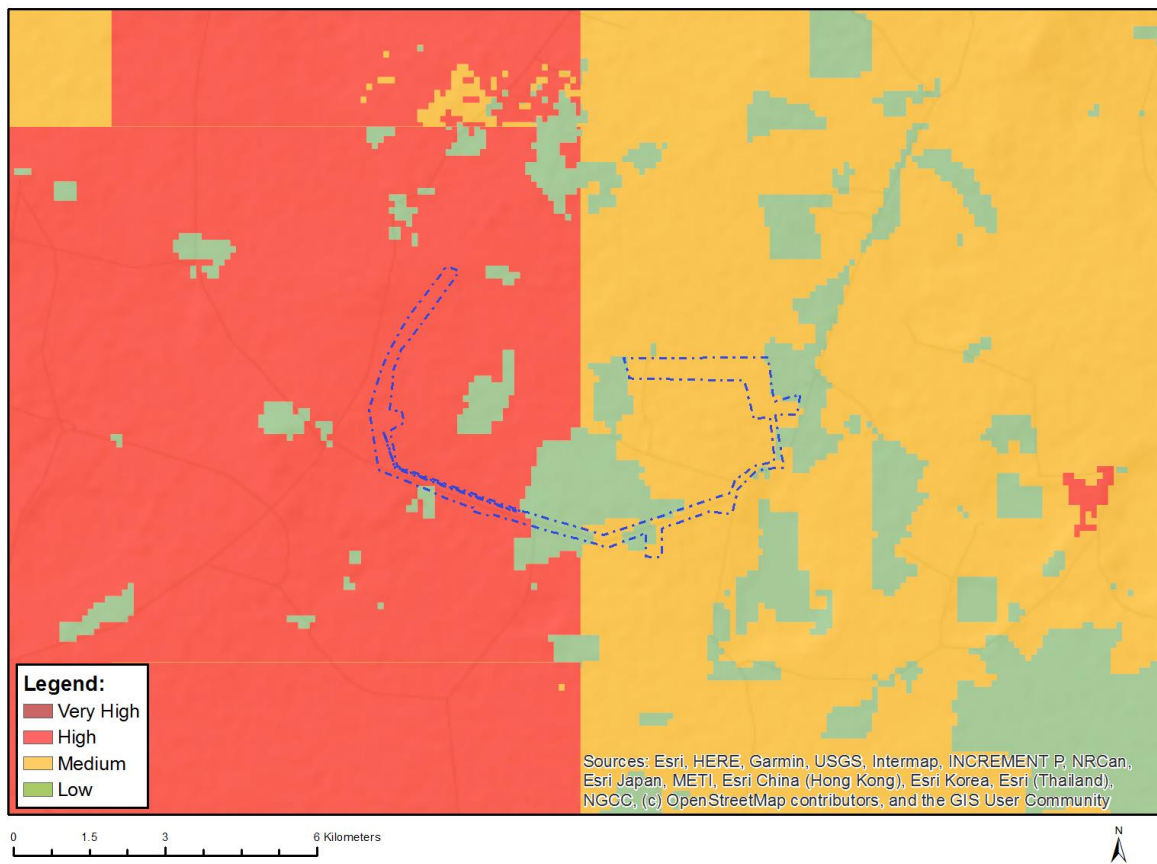 Legend:
Very High
High
Medium
Low
Sources: Esri, HERE, Garmin, USGS, Intermap, INCREMENT P, NRCan,
Esri Japan, METI, Esri China (Hong Kong), Esri Korea, Esri (Thailand),
NGCC, (c) OpenStreetMap contributors, and the GIS User Community
0 1.5 3 6 Kilometers
N